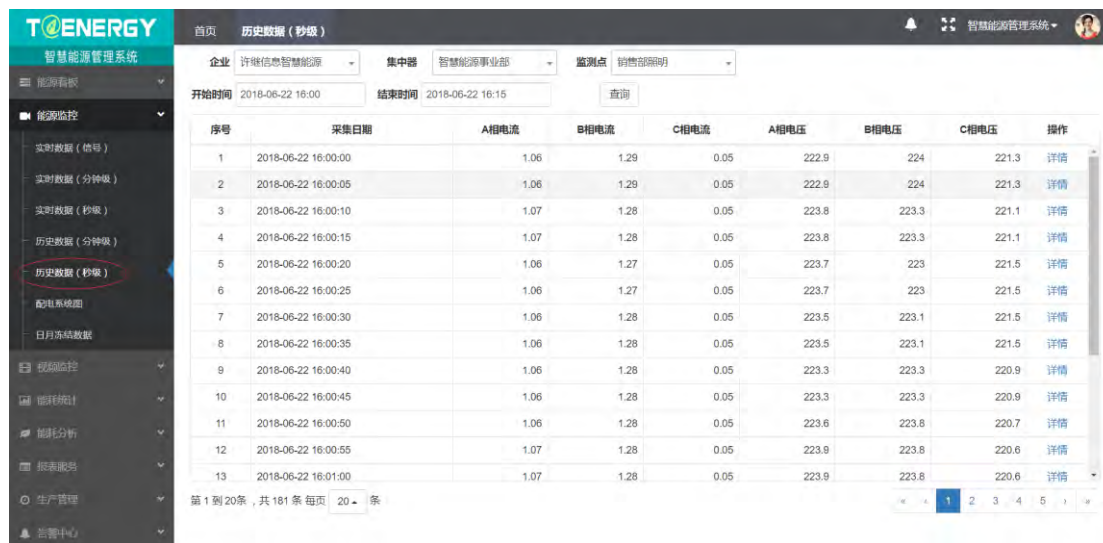 T@ENERGY
智慧能源管理系统
首页 历史数据（秒级）
智慧能源管理系统
企业 许继信息智慧能源 集中器 智慧能源事业部 监测点 销售部照明
开始时间 2018-06-22 16:00 结束时间 2018-06-22 16:15 查询
能源看板
能源监控
实时数据（信号）
实时数据（分钟级）
实时数据（秒级）
历史数据（分钟级）
历史数据（秒级）
配电系统图
日月冻结数据
视频监控
能耗统计
能耗分析
报表服务
生产管理
告警中心
序号 采集日期 A相电流 B相电流 C相电流 A相电压 B相电压 C相电压 操作
1 2018-06-22 16:00:00 1.06 1.29 0.05 222.9 224 221.3 详情
2 2018-06-22 16:00:05 1.06 1.29 0.05 222.9 224 221.3 详情
3 2018-06-22 16:00:10 1.07 1.28 0.05 223.8 223.3 221.1 详情
4 2018-06-22 16:00:15 1.07 1.28 0.05 223.8 223.3 221.1 详情
5 2018-06-22 16:00:20 1.06 1.27 0.05 223.7 223 221.5 详情
6 2018-06-22 16:00:25 1.06 1.27 0.05 223.7 223 221.5 详情
7 2018-06-22 16:00:30 1.06 1.28 0.05 223.5 223.1 221.5 详情
8 2018-06-22 16:00:35 1.06 1.28 0.05 223.5 223.1 221.5 详情
9 2018-06-22 16:00:40 1.06 1.28 0.05 223.3 223.3 220.9 详情
10 2018-06-22 16:00:45 1.06 1.28 0.05 223.3 223.3 220.9 详情
11 2018-06-22 16:00:50 1.06 1.28 0.05 223.6 223.8 220.7 详情
12 2018-06-22 16:00:55 1.07 1.28 0.05 223.9 223.8 220.6 详情
13 2018-06-22 16:01:00 1.07 1.28 0.05 223.9 223.8 220.6 详情
第 1 到 20条 ，共 181 条 每页 20 条
« ‹ 1 2 3 4 5 › »